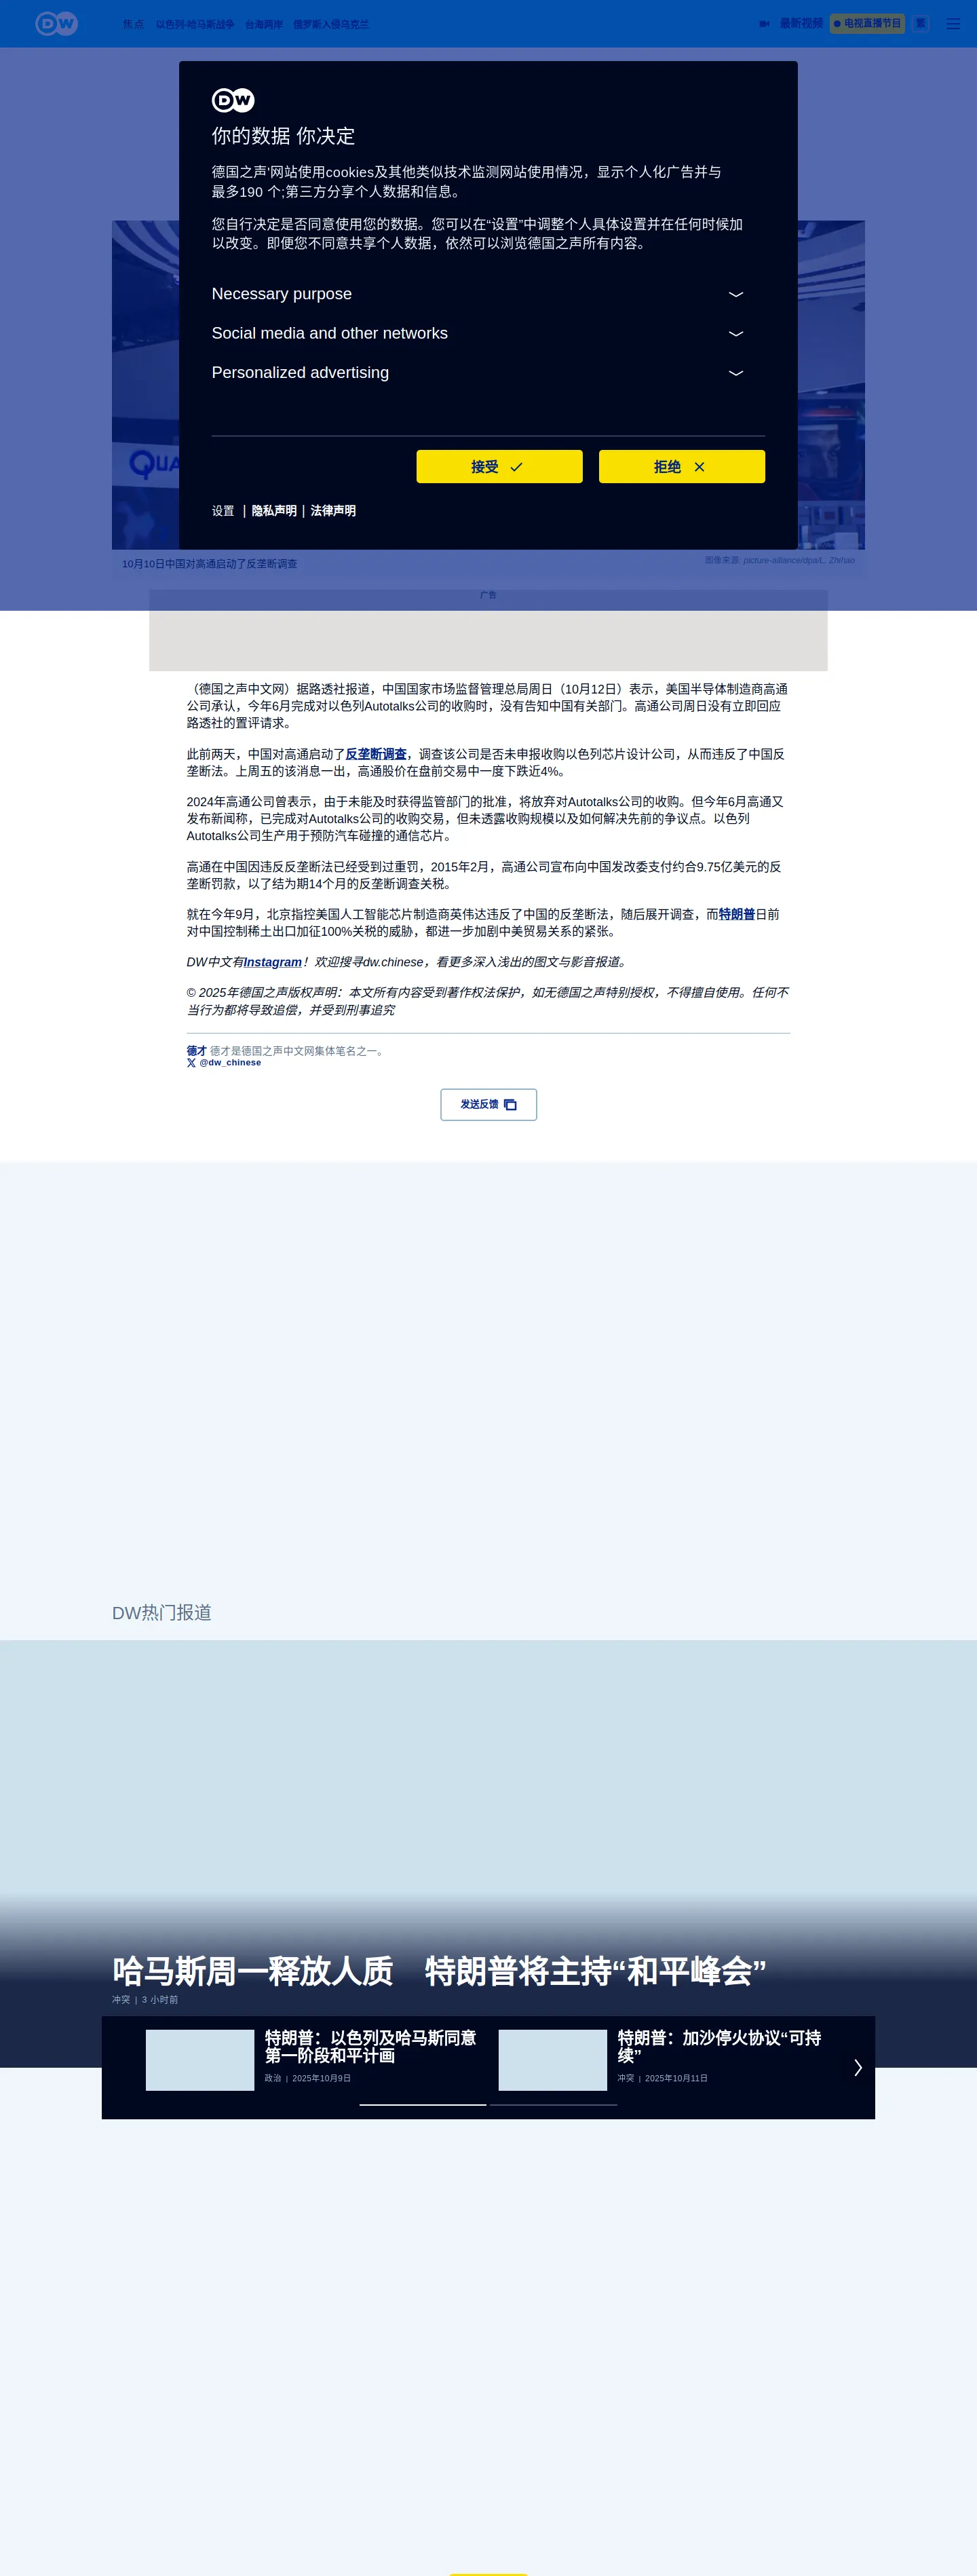 DW
焦点 以色列-哈马斯战争 台海两岸 俄罗斯入侵乌克兰 最新视频 电视直播节目 繁
DW
你的数据 你决定
德国之声'网站使用cookies及其他类似技术监测网站使用情况，显示个人化广告并与
最多190 个;第三方分享个人数据和信息。
您自行决定是否同意使用您的数据。您可以在“设置”中调整个人具体设置并在任何时候加
以改变。即便您不同意共享个人数据，依然可以浏览德国之声所有内容。
Necessary purpose
Social media and other networks
Personalized advertising
QUA
接受 拒绝
设置 | 隐私声明 | 法律声明
10月10日中国对高通启动了反垄断调查 图像来源: picture-alliance/dpa/L. Zhihao
广告
（德国之声中文网）据路透社报道，中国国家市场监督管理总局周日（10月12日）表示，美国半导体制造商高通
公司承认，今年6月完成对以色列Autotalks公司的收购时，没有告知中国有关部门。高通公司周日没有立即回应
路透社的置评请求。
此前两天，中国对高通启动了反垄断调查，调查该公司是否未申报收购以色列芯片设计公司，从而违反了中国反
垄断法。上周五的该消息一出，高通股价在盘前交易中一度下跌近4%。
2024年高通公司曾表示，由于未能及时获得监管部门的批准，将放弃对Autotalks公司的收购。但今年6月高通又
发布新闻称，已完成对Autotalks公司的收购交易，但未透露收购规模以及如何解决先前的争议点。以色列
Autotalks公司生产用于预防汽车碰撞的通信芯片。
高通在中国因违反反垄断法已经受到过重罚，2015年2月，高通公司宣布向中国发改委支付约合9.75亿美元的反
垄断罚款，以了结为期14个月的反垄断调查关税。
就在今年9月，北京指控美国人工智能芯片制造商英伟达违反了中国的反垄断法，随后展开调查，而特朗普日前
对中国控制稀土出口加征100%关税的威胁，都进一步加剧中美贸易关系的紧张。
DW中文有Instagram！欢迎搜寻dw.chinese，看更多深入浅出的图文与影音报道。
© 2025年德国之声版权声明：本文所有内容受到著作权法保护，如无德国之声特别授权，不得擅自使用。任何不
当行为都将导致追偿，并受到刑事追究
德才 德才是德国之声中文网集体笔名之一。
@dw_chinese
发送反馈
DW热门报道
哈马斯周一释放人质　特朗普将主持“和平峰会”
冲突 | 3 小时前
特朗普：以色列及哈马斯同意
第一阶段和平计画
政治 | 2025年10月9日
特朗普：加沙停火协议“可持
续”
冲突 | 2025年10月11日